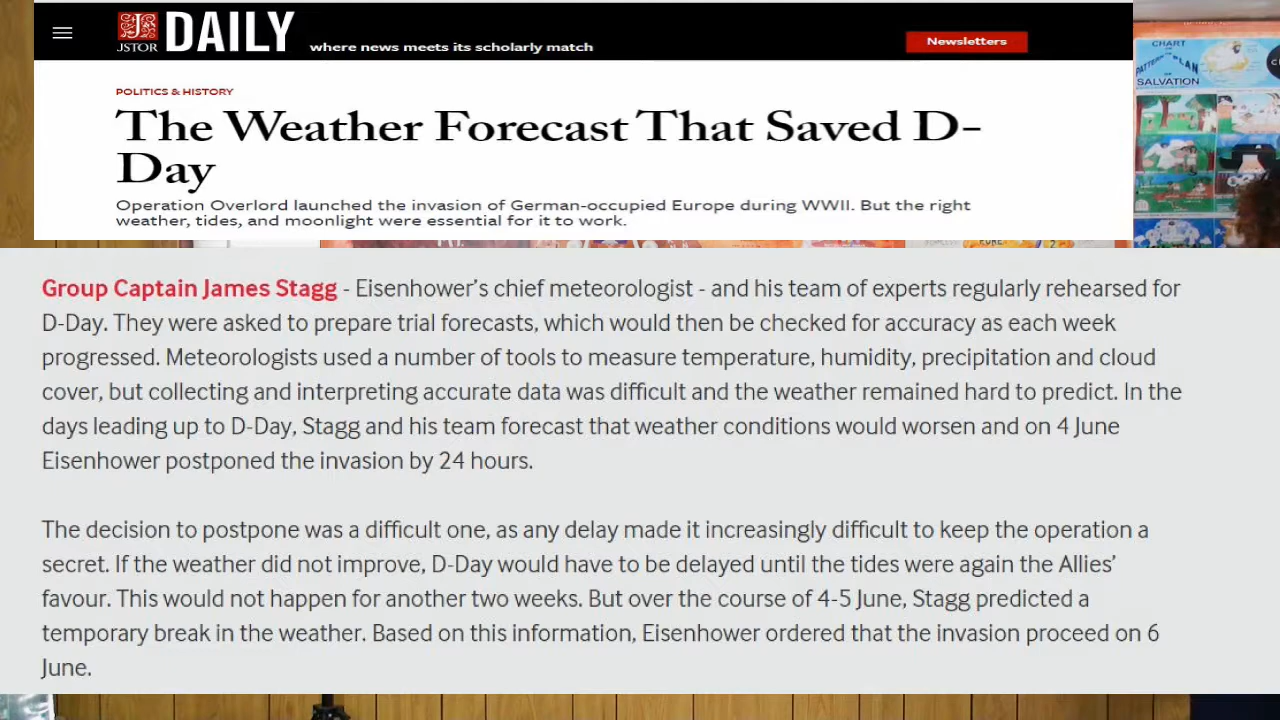 JSTOR DAILY where news meets its scholarly match
Newsletters
POLITICS & HISTORY
The Weather Forecast That Saved D-
Day
Operation Overlord launched the invasion of German-occupied Europe during WWII. But the right
weather, tides, and moonlight were essential for it to work.
CHART
PATTERN PLAN
SALVATION
Group Captain James Stagg - Eisenhower's chief meteorologist - and his team of experts regularly rehearsed for
D-Day. They were asked to prepare trial forecasts, which would then be checked for accuracy as each week
progressed. Meteorologists used a number of tools to measure temperature, humidity, precipitation and cloud
cover, but collecting and interpreting accurate data was difficult and the weather remained hard to predict. In the
days leading up to D-Day, Stagg and his team forecast that weather conditions would worsen and on 4 June
Eisenhower postponed the invasion by 24 hours.
The decision to postpone was a difficult one, as any delay made it increasingly difficult to keep the operation a
secret. If the weather did not improve, D-Day would have to be delayed until the tides were again the Allies'
favour. This would not happen for another two weeks. But over the course of 4-5 June, Stagg predicted a
temporary break in the weather. Based on this information, Eisenhower ordered that the invasion proceed on 6
June.